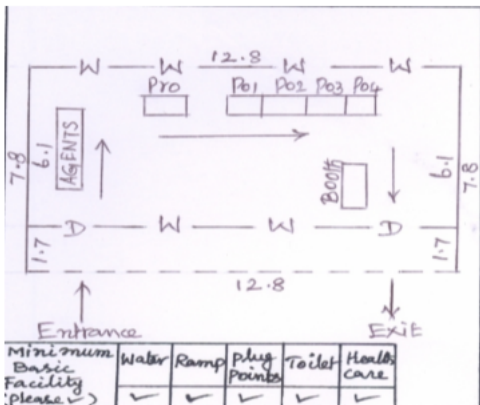 12.8
W W W W
Pro Po1 Po2 Po3 Po4
7.8 6.1 AGENTS 6.1 7.8
BOOTH
D W W D
1.7 1.7
12.8
Entrance Exit
Minimum Basic Facility (please ✓) Water Ramp plug points Toilet Health care
✓ ✓ ✓ ✓ ✓